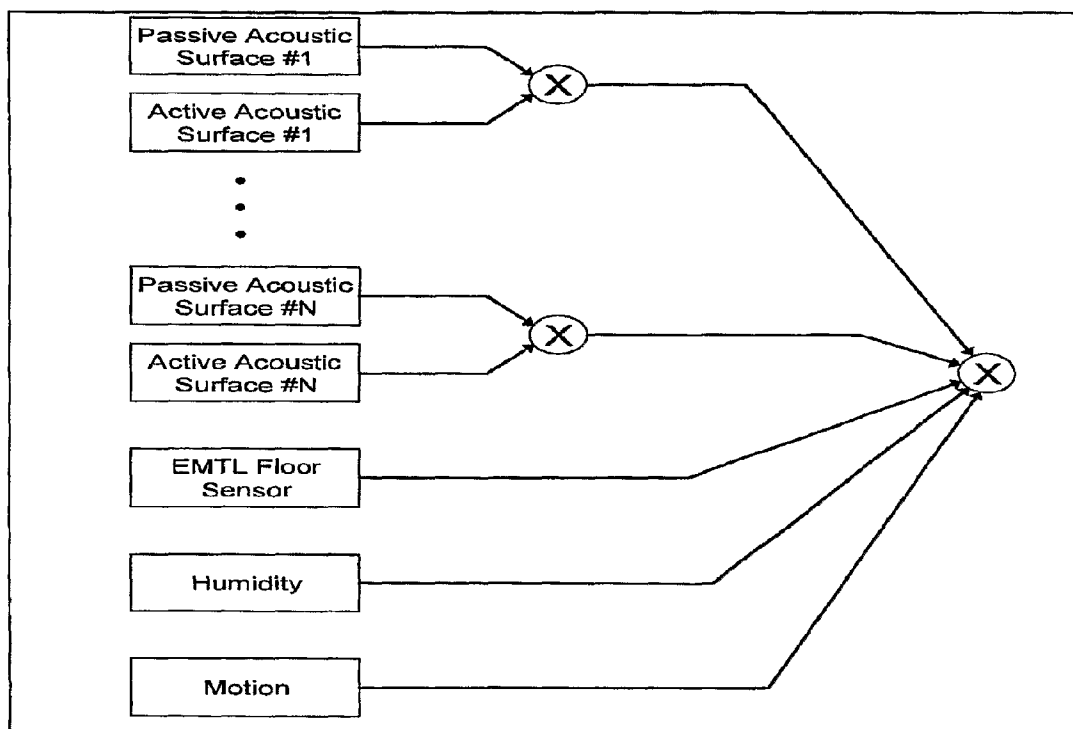 Passive Acoustic
Surface #1
Active Acoustic
Surface #1
Passive Acoustic
Surface #N
Active Acoustic
Surface #N
EMTL Floor
Sensor
Humidity
Motion
X
X
X